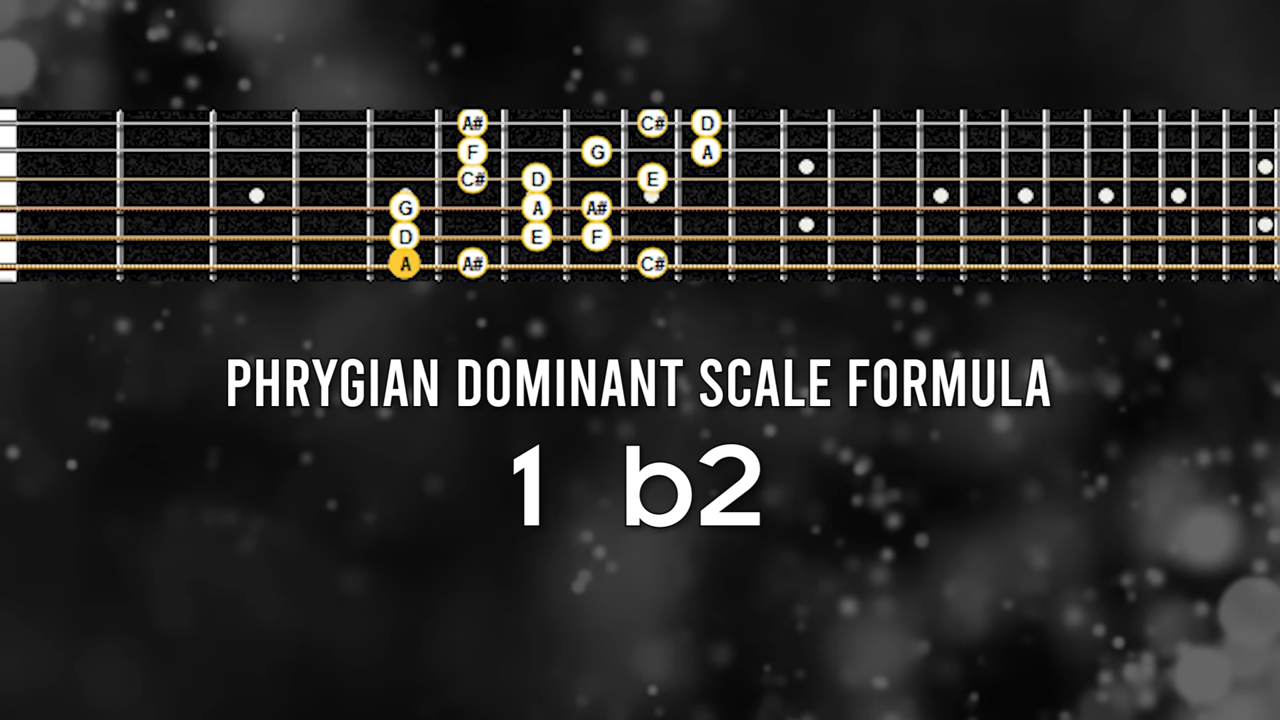 A# C# D
F G A
C# D E
G A A#
D E F
A A# C#
PHRYGIAN DOMINANT SCALE FORMULA
1 b2